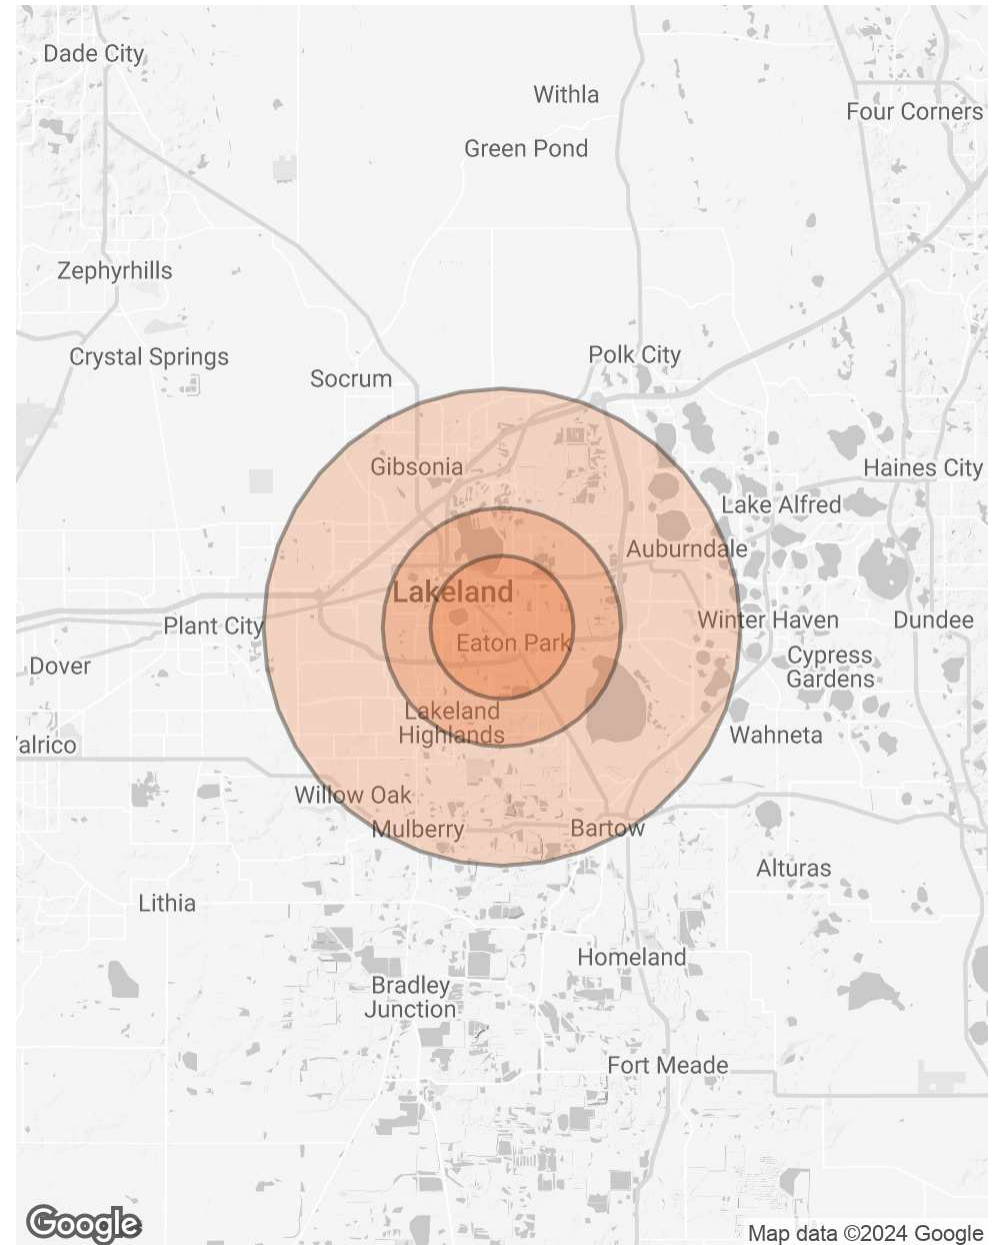 Dade City
Withla
Four Corners
Green Pond
Zephyrhills
Crystal Springs
Polk City
Socrum
Gibsonia
Haines City
Lake Alfred
Auburndale
Lakeland
Plant City
Winter Haven
Dundee
Eaton Park
Dover
Cypress
Gardens
Lakeland
Highlands
Wahneta
'alrico
Willow Oak
Mulberry
Bartow
Alturas
Lithia
Homeland
Bradley
Junction
Fort Meade
Google
Map data ©2024 Google